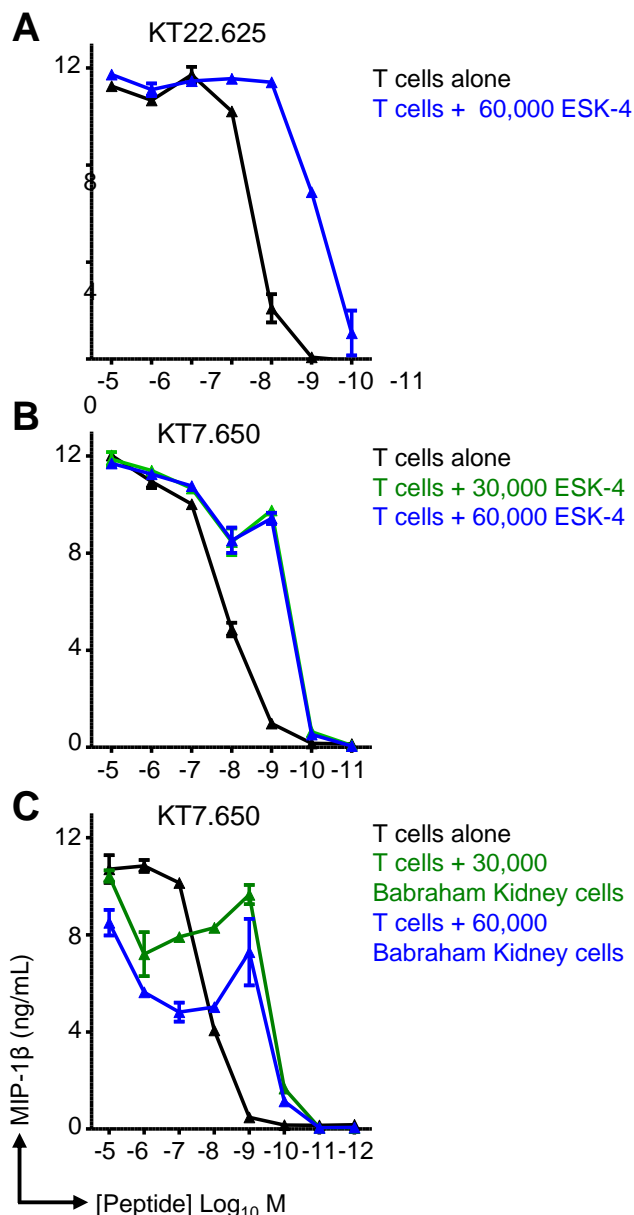 A
KT22.625
12
8
4
0
-5 -6 -7 -8 -9 -10 -11
T cells alone
T cells + 60,000 ESK-4
B
KT7.650
12
8
4
0
-5 -6 -7 -8 -9 -10 -11
T cells alone
T cells + 30,000 ESK-4
T cells + 60,000 ESK-4
C
KT7.650
12
8
4
0
-5 -6 -7 -8 -9 -10 -11 -12
T cells alone
T cells + 30,000
Babraham Kidney cells
T cells + 60,000
Babraham Kidney cells
MIP-1β (ng/mL)
[Peptide] Log10 M